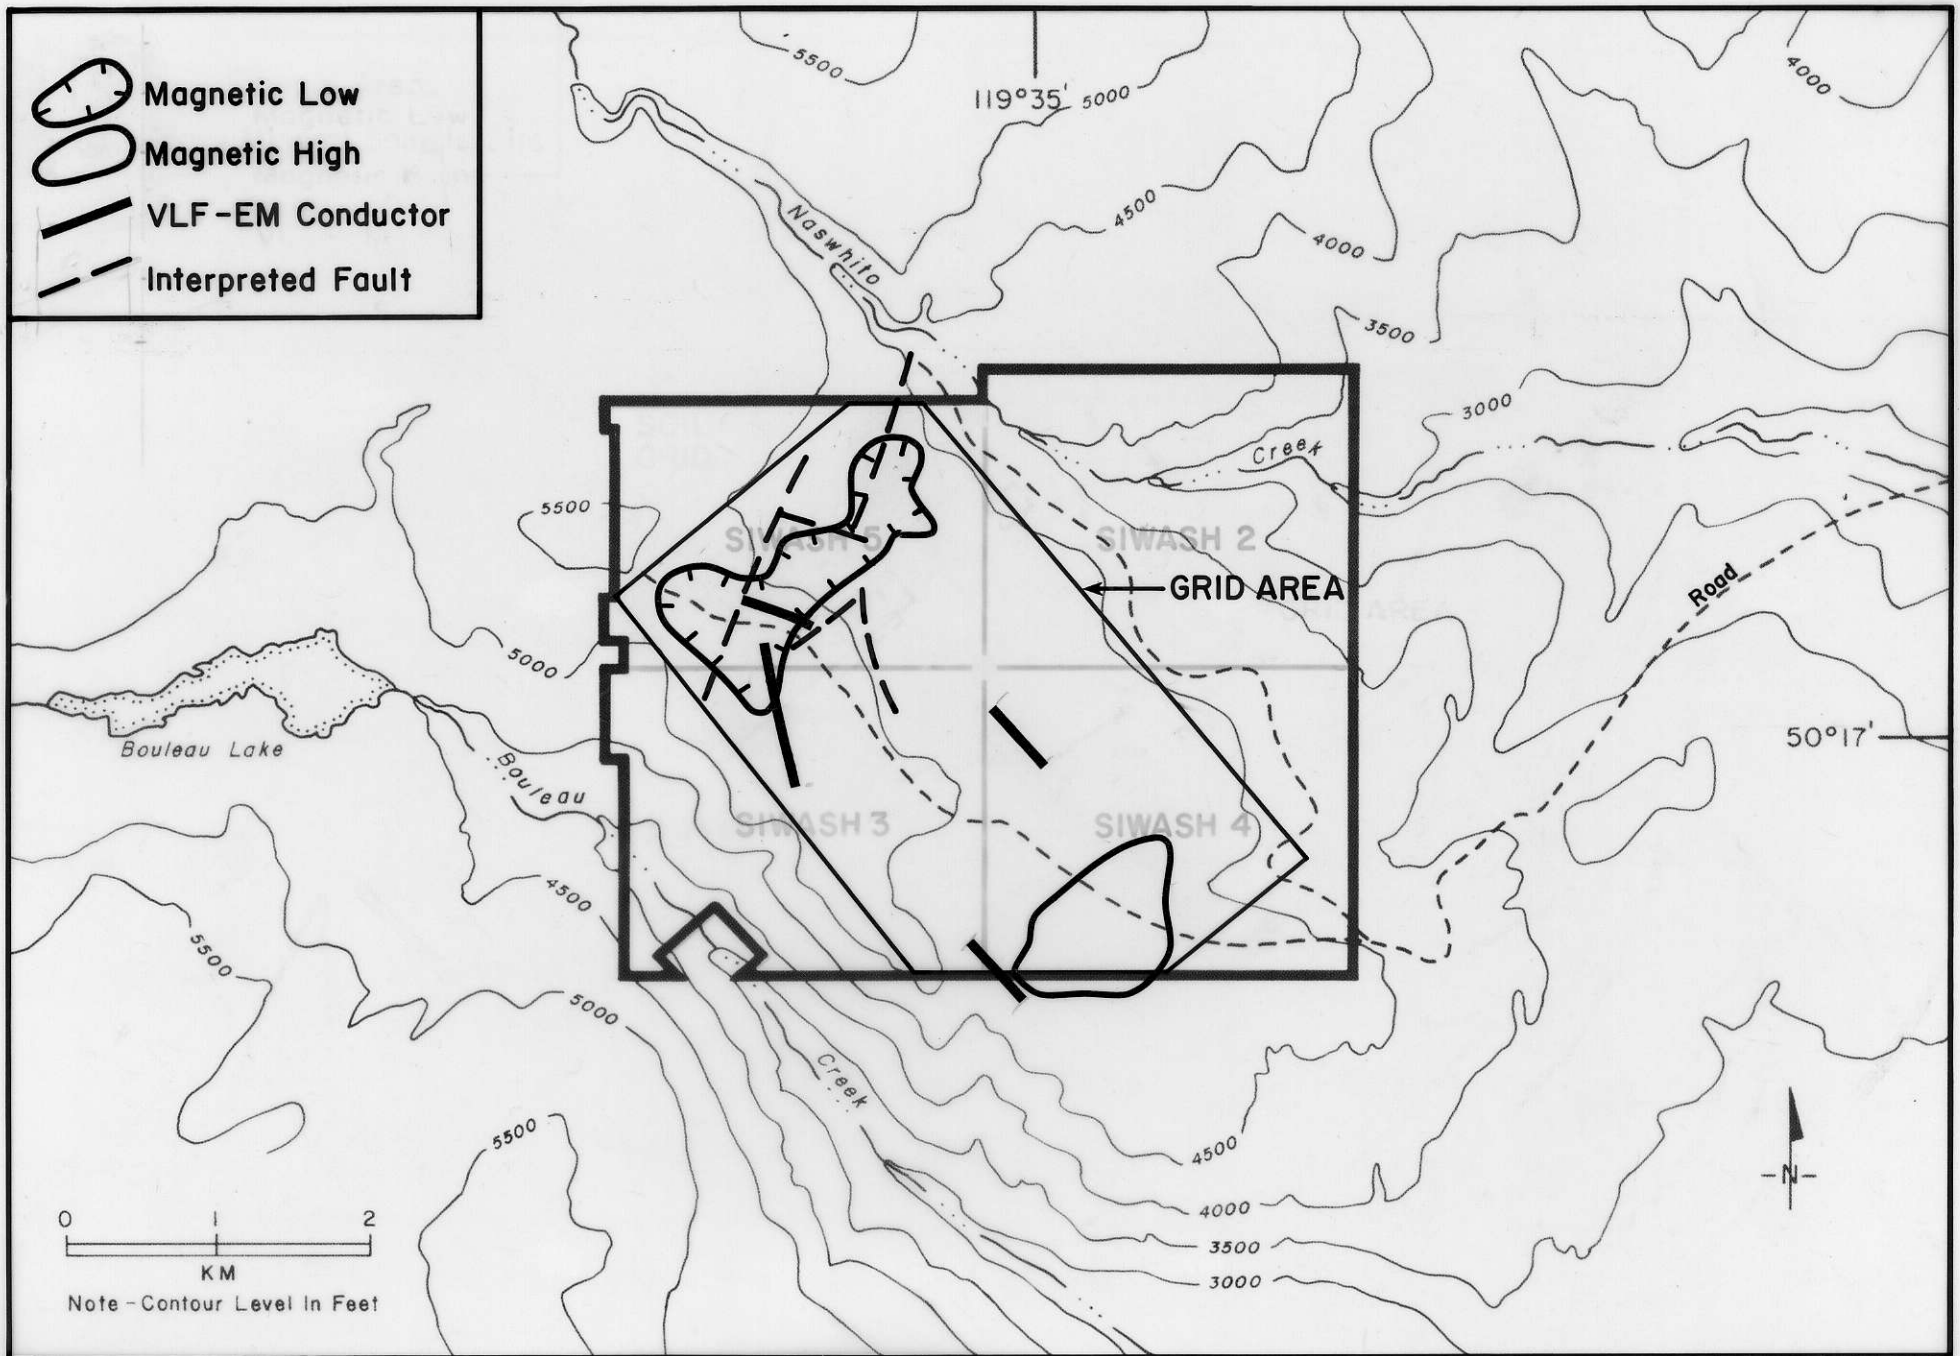 Magnetic Low
Magnetic High
VLF-EM Conductor
Interpreted Fault
5500
119°35'
5000
4000
4500
Naswhito
4000
3500
3000
Creek
5500
SIWASH 5
SIWASH 2
GRID AREA
Road
5000
Bouleau Lake
50°17'
Bouleau
SIWASH 3
SIWASH 4
4500
5500
5000
Creek
5500
4500
-N-
4000
0 1 2
3500
KM
3000
Note-Contour Level In Feet